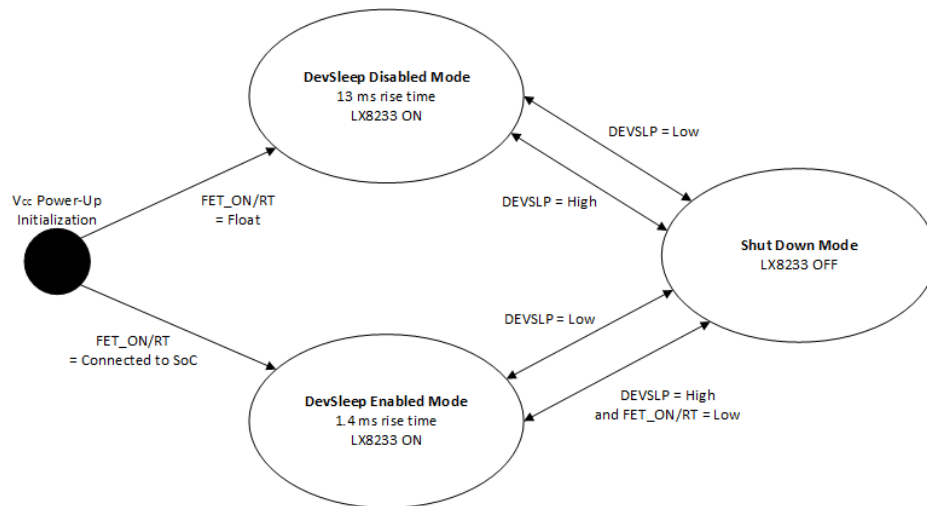 DevSleep Disabled Mode
13 ms rise time
LX8233 ON
DEVSLP = Low
DEVSLP = High
FET_ON/RT
= Float
Vcc Power-Up
Initialization
Shut Down Mode
LX8233 OFF
DEVSLP = Low
FET_ON/RT
= Connected to SoC
DevSleep Enabled Mode
1.4 ms rise time
LX8233 ON
DEVSLP = High
and FET_ON/RT = Low